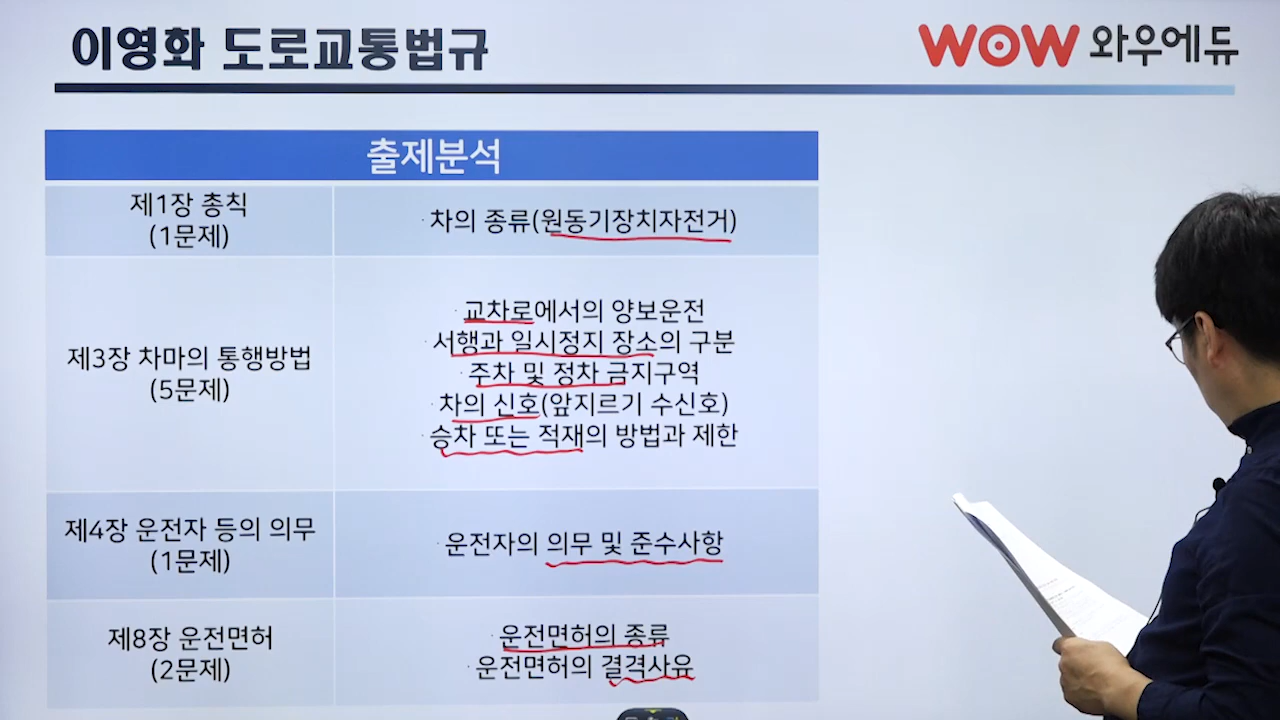 이영화 도로교통법규
WOW 와우에듀
출제분석
제1장 총칙
(1문제)
· 차의 종류(원동기장치자전거)
제3장 차마의 통행방법
(5문제)
· 교차로에서의 양보운전
· 서행과 일시정지 장소의 구분
· 주차 및 정차 금지구역
· 차의 신호(앞지르기 수신호)
· 승차 또는 적재의 방법과 제한
제4장 운전자 등의 의무
(1문제)
· 운전자의 의무 및 준수사항
제8장 운전면허
(2문제)
· 운전면허의 종류
· 운전면허의 결격사유